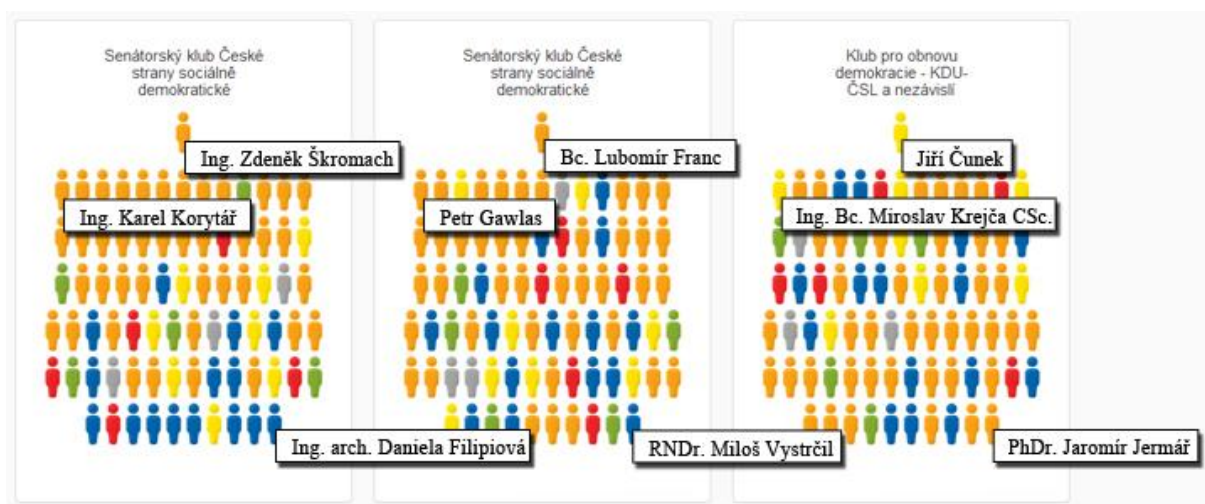 Senátorský klub České
strany sociálně
demokratické
Ing. Zdeněk Škromach
Ing. Karel Korytář
Ing. arch. Daniela Filipiová
Senátorský klub České
strany sociálně
demokratické
Bc. Lubomír Franc
Petr Gawlas
RNDr. Miloš Vystrčil
Klub pro obnovu
demokracie - KDU-
ČSL a nezávislí
Jiří Čunek
Ing. Bc. Miroslav Krejča CSc.
PhDr. Jaromír Jermář